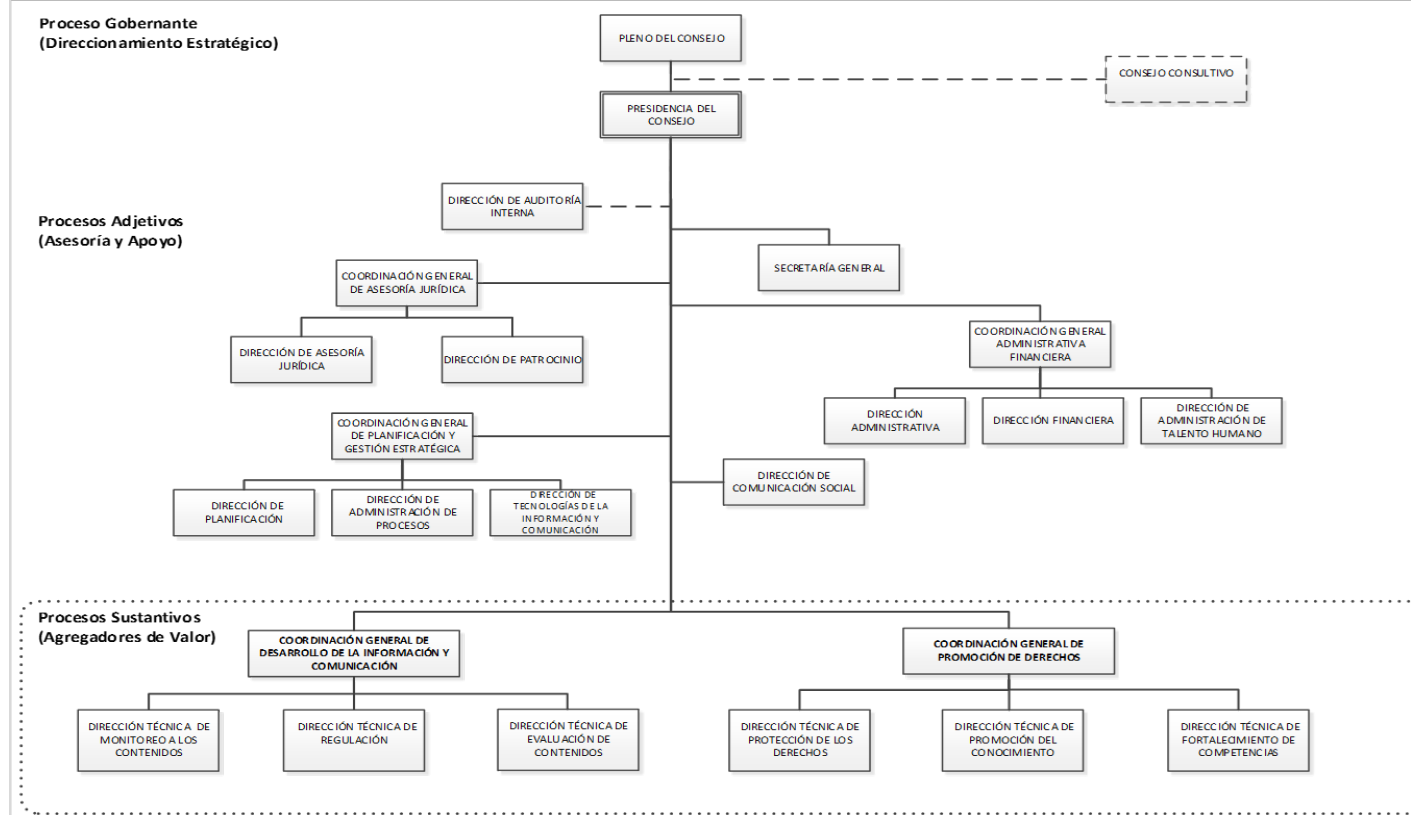 Proceso Gobernante
(Direccionamiento Estratégico)
PLENO DEL CONSEJO
CONSEJO CONSULTIVO
PRESIDENCIA DEL
CONSEJO
DIRECCIÓN DE AUDITORÍA
INTERNA
Procesos Adjetivos
(Asesoría y Apoyo)
SECRETARÍA GENERAL
COORDINACIÓN GENERAL
DE ASESORÍA JURÍDICA
COORDINACIÓN GENERAL
ADMINISTRATIVA
FINANCIERA
DIRECCIÓN DE ASESORÍA
JURÍDICA
DIRECCIÓN DE PATROCINIO
DIRECCIÓN
ADMINISTRATIVA
DIRECCIÓN FINANCIERA
DIRECCIÓN DE
ADMINISTRACIÓN DE
TALENTO HUMANO
COORDINACIÓN GENERAL
DE PLANIFICACIÓN Y
GESTIÓN ESTRATÉGICA
DIRECCIÓN DE
COMUNICACIÓN SOCIAL
DIRECCIÓN DE
PLANIFICACIÓN
DIRECCIÓN DE
ADMINISTRACIÓN DE
PROCESOS
DIRECCIÓN DE
TECNOLOGÍAS DE LA
INFORMACIÓN Y
COMUNICACIÓN
Procesos Sustantivos
(Agregadores de Valor)
COORDINACIÓN GENERAL DE
DESARROLLO DE LA INFORMACIÓN Y
COMUNICACIÓN
COORDINACIÓN GENERAL DE
PROMOCIÓN DE DERECHOS
DIRECCIÓN TÉCNICA DE
MONITOREO A LOS
CONTENIDOS
DIRECCIÓN TÉCNICA DE
REGULACIÓN
DIRECCIÓN TÉCNICA DE
EVALUACIÓN DE
CONTENIDOS
DIRECCIÓN TÉCNICA DE
PROTECCIÓN DE LOS
DERECHOS
DIRECCIÓN TÉCNICA DE
PROMOCIÓN DEL
CONOCIMIENTO
DIRECCIÓN TÉCNICA DE
FORTALECIMIENTO DE
COMPETENCIAS